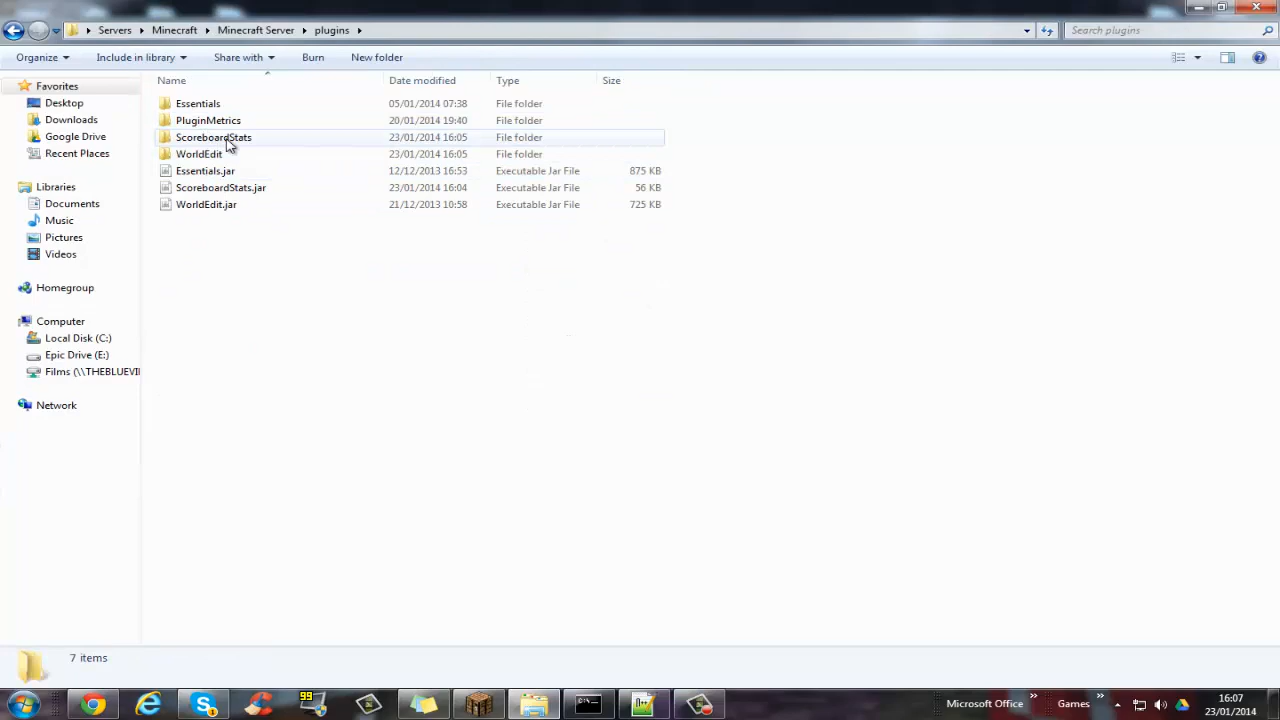 Servers Minecraft Minecraft Server plugins Search plugins
Organize Include in library Share with Burn New folder
Name Date modified Type Size
Favorites
Desktop
Downloads
Google Drive
Recent Places
Libraries
Documents
Music
Pictures
Videos
Homegroup
Computer
Local Disk (C:)
Epic Drive (E:)
Films (\\THEBLUEVI
Network
Essentials 05/01/2014 07:38 File folder
PluginMetrics 20/01/2014 19:40 File folder
ScoreboardStats 23/01/2014 16:05 File folder
WorldEdit 23/01/2014 16:05 File folder
Essentials.jar 12/12/2013 16:53 Executable Jar File 875 KB
ScoreboardStats.jar 23/01/2014 16:04 Executable Jar File 56 KB
WorldEdit.jar 21/12/2013 10:58 Executable Jar File 725 KB
7 items
99
Microsoft Office Games
16:07
23/01/2014